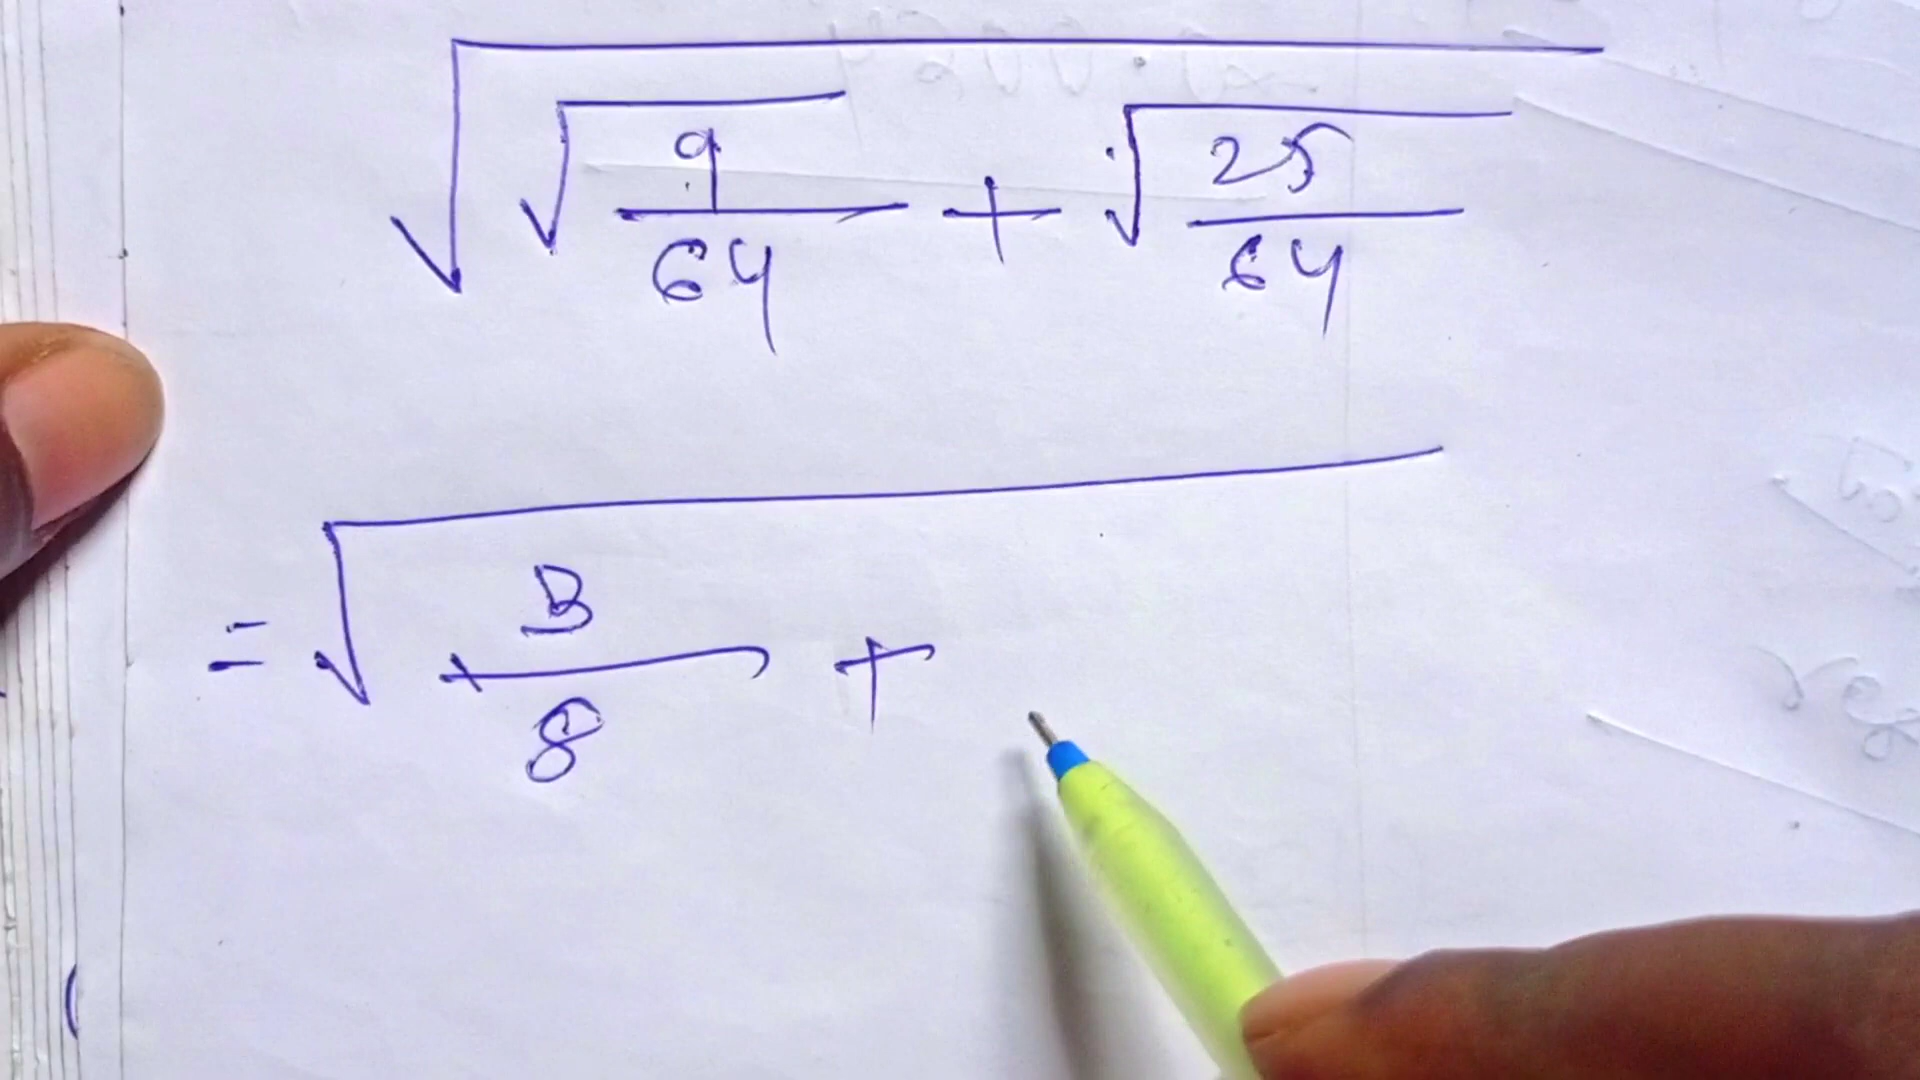 √(√(9/64) + √(25/64))
= √(3/8 +